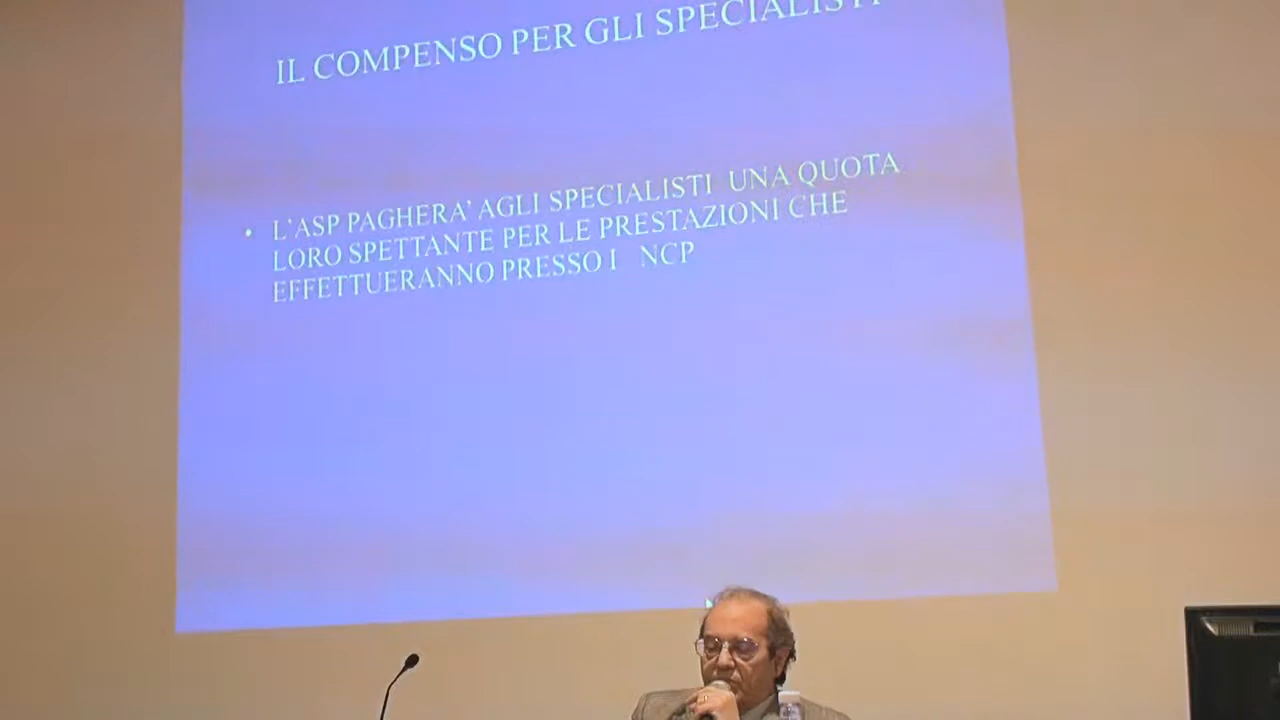 IL COMPENSO PER GLI SPECIALISTI
• L'ASP PAGHERA' AGLI SPECIALISTI UNA QUOTA
LORO SPETTANTE PER LE PRESTAZIONI CHE
EFFETTUERANNO PRESSO I NCP